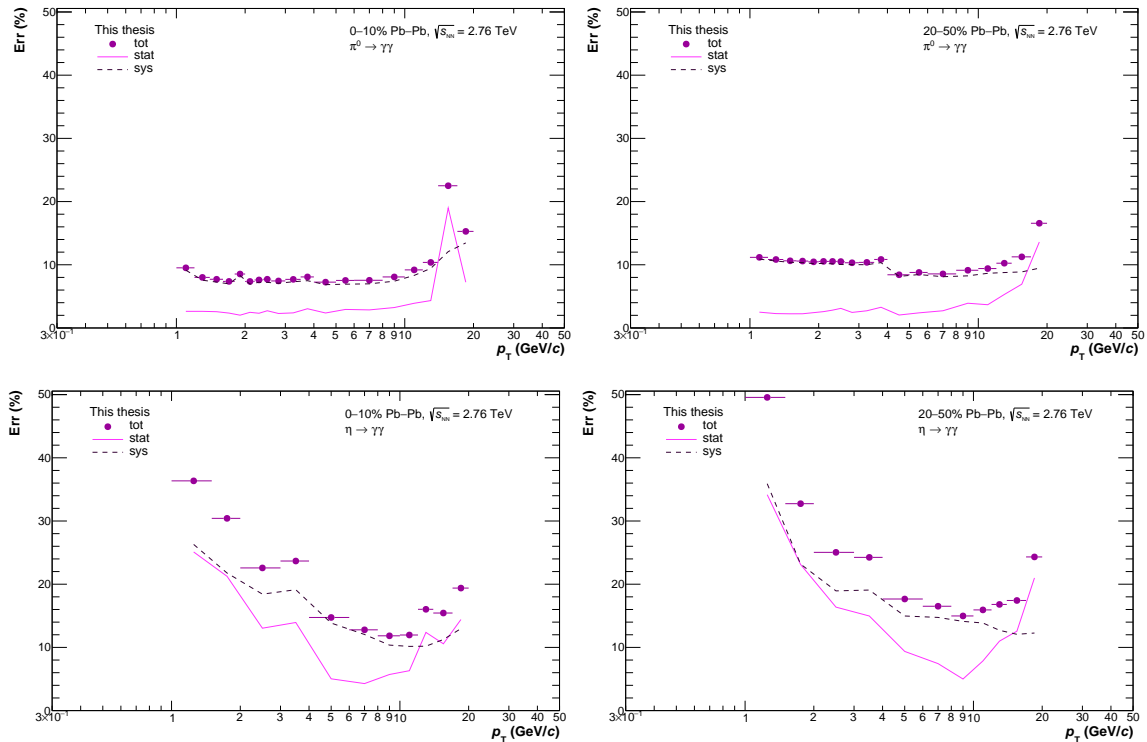 Err (%)
50
40
30
20
10
0
This thesis
tot
stat
sys
0–10% Pb–Pb, √s_NN = 2.76 TeV
π⁰ → γγ
3×10⁻¹ 1 2 3 4 5 6 7 8 9 10 20 30 40 50
p_T (GeV/c)
Err (%)
50
40
30
20
10
0
This thesis
tot
stat
sys
20–50% Pb–Pb, √s_NN = 2.76 TeV
π⁰ → γγ
3×10⁻¹ 1 2 3 4 5 6 7 8 9 10 20 30 40 50
p_T (GeV/c)
Err (%)
50
40
30
20
10
0
This thesis
tot
stat
sys
0–10% Pb–Pb, √s_NN = 2.76 TeV
η → γγ
3×10⁻¹ 1 2 3 4 5 6 7 8 9 10 20 30 40 50
p_T (GeV/c)
Err (%)
50
40
30
20
10
0
This thesis
tot
stat
sys
20–50% Pb–Pb, √s_NN = 2.76 TeV
η → γγ
3×10⁻¹ 1 2 3 4 5 6 7 8 9 10 20 30 40 50
p_T (GeV/c)